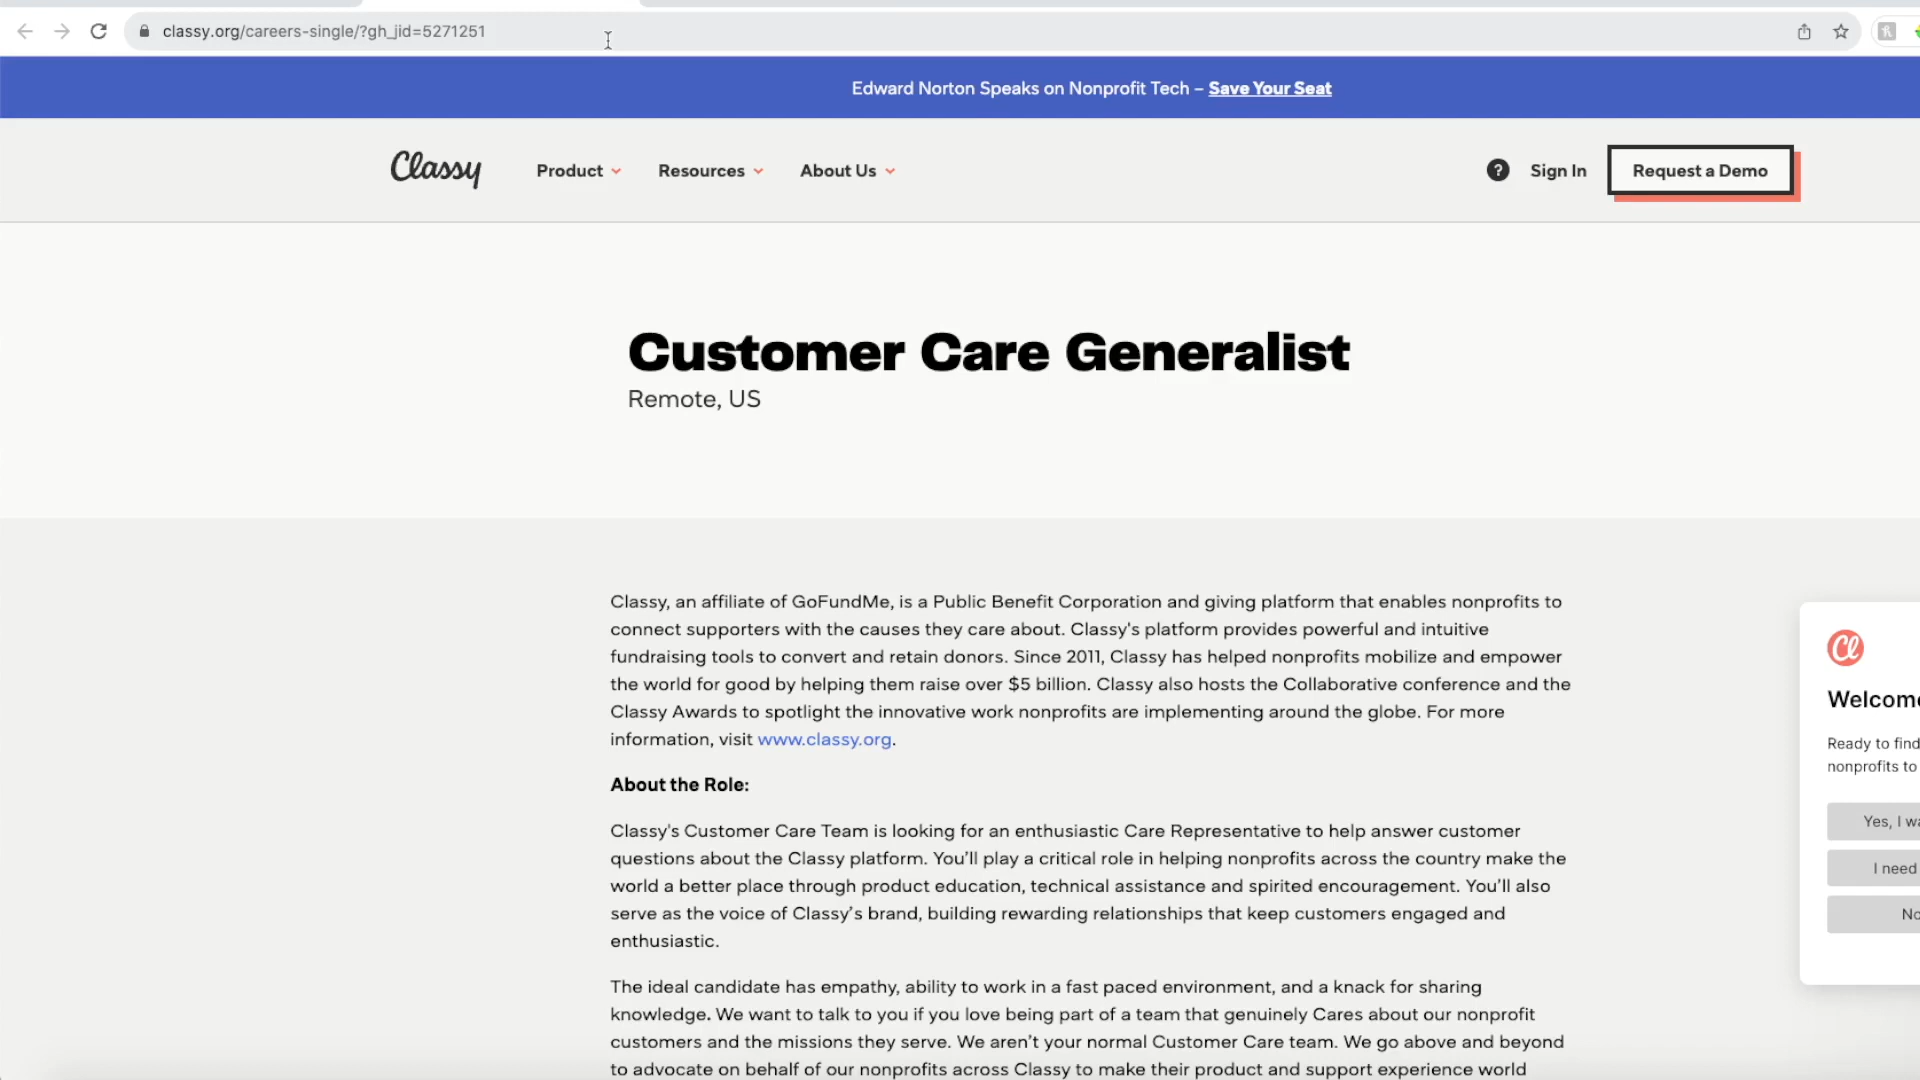 classy.org/careers-single/?gh_jid=5271251
Edward Norton Speaks on Nonprofit Tech – Save Your Seat
Classy
Product
Resources
About Us
?
Sign In
Request a Demo
Customer Care Generalist
Remote, US
Classy, an affiliate of GoFundMe, is a Public Benefit Corporation and giving platform that enables nonprofits to
connect supporters with the causes they care about. Classy's platform provides powerful and intuitive
fundraising tools to convert and retain donors. Since 2011, Classy has helped nonprofits mobilize and empower
the world for good by helping them raise over $5 billion. Classy also hosts the Collaborative conference and the
Classy Awards to spotlight the innovative work nonprofits are implementing around the globe. For more
information, visit www.classy.org.
About the Role:
Classy's Customer Care Team is looking for an enthusiastic Care Representative to help answer customer
questions about the Classy platform. You’ll play a critical role in helping nonprofits across the country make the
world a better place through product education, technical assistance and spirited encouragement. You’ll also
serve as the voice of Classy’s brand, building rewarding relationships that keep customers engaged and
enthusiastic.
The ideal candidate has empathy, ability to work in a fast paced environment, and a knack for sharing
knowledge. We want to talk to you if you love being part of a team that genuinely Cares about our nonprofit
customers and the missions they serve. We aren’t your normal Customer Care team. We go above and beyond
to advocate on behalf of our nonprofits across Classy to make their product and support experience world
Cl
Welcome
Ready to find
nonprofits to
Yes, I wa
I need
No